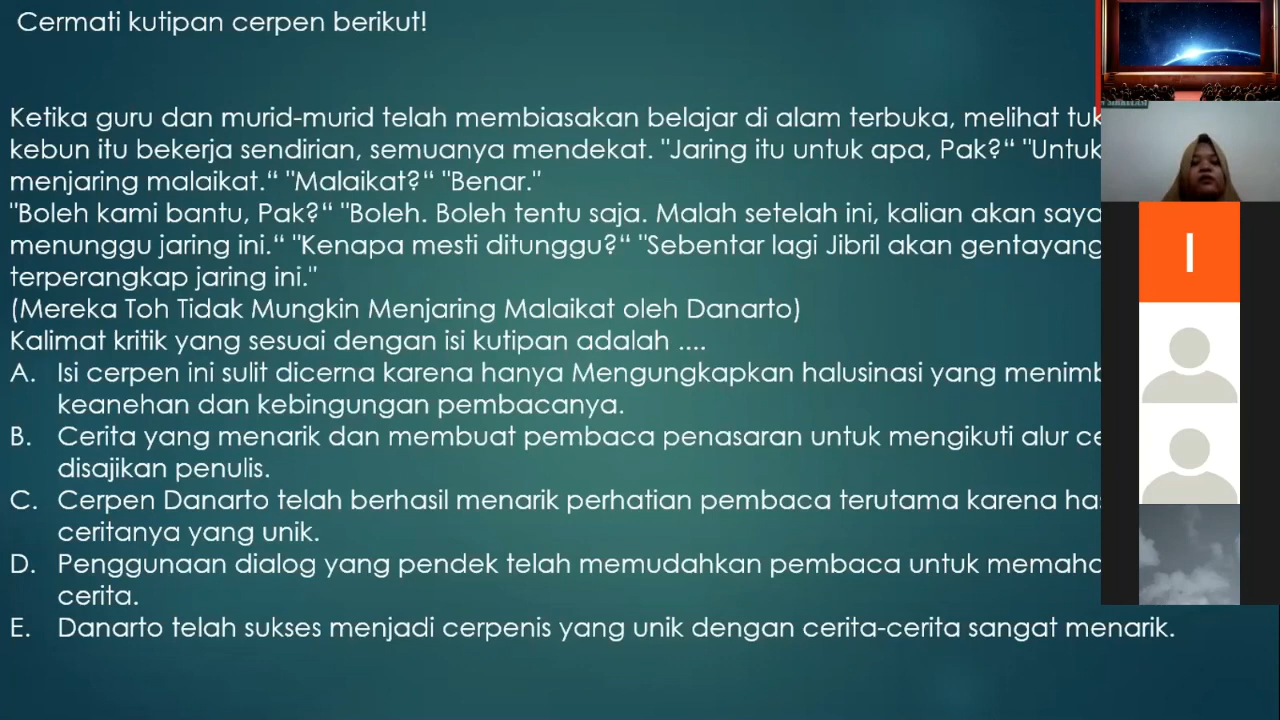 Cermati kutipan cerpen berikut!
Ketika guru dan murid-murid telah membiasakan belajar di alam terbuka, melihat
kebun itu bekerja sendirian, semuanya mendekat. "Jaring itu untuk apa, Pak?“ "Untuk
menjaring malaikat.“ "Malaikat?“ "Benar."
"Boleh kami bantu, Pak?“ "Boleh. Boleh tentu saja. Malah setelah ini, kalian akan saya
menunggu jaring ini.“ "Kenapa mesti ditunggu?“ "Sebentar lagi Jibril akan
terperangkap jaring ini."
(Mereka Toh Tidak Mungkin Menjaring Malaikat oleh Danarto)
Kalimat kritik yang sesuai dengan isi kutipan adalah ....
A. Isi cerpen ini sulit dicerna karena hanya Mengungkapkan halusinasi yang
keanehan dan kebingungan pembacanya.
B. Cerita yang menarik dan membuat pembaca penasaran untuk mengikuti alur
disajikan penulis.
C. Cerpen Danarto telah berhasil menarik perhatian pembaca terutama karena
ceritanya yang unik.
D. Penggunaan dialog yang pendek telah memudahkan pembaca untuk
cerita.
E. Danarto telah sukses menjadi cerpenis yang unik dengan cerita-cerita sangat menarik.
I